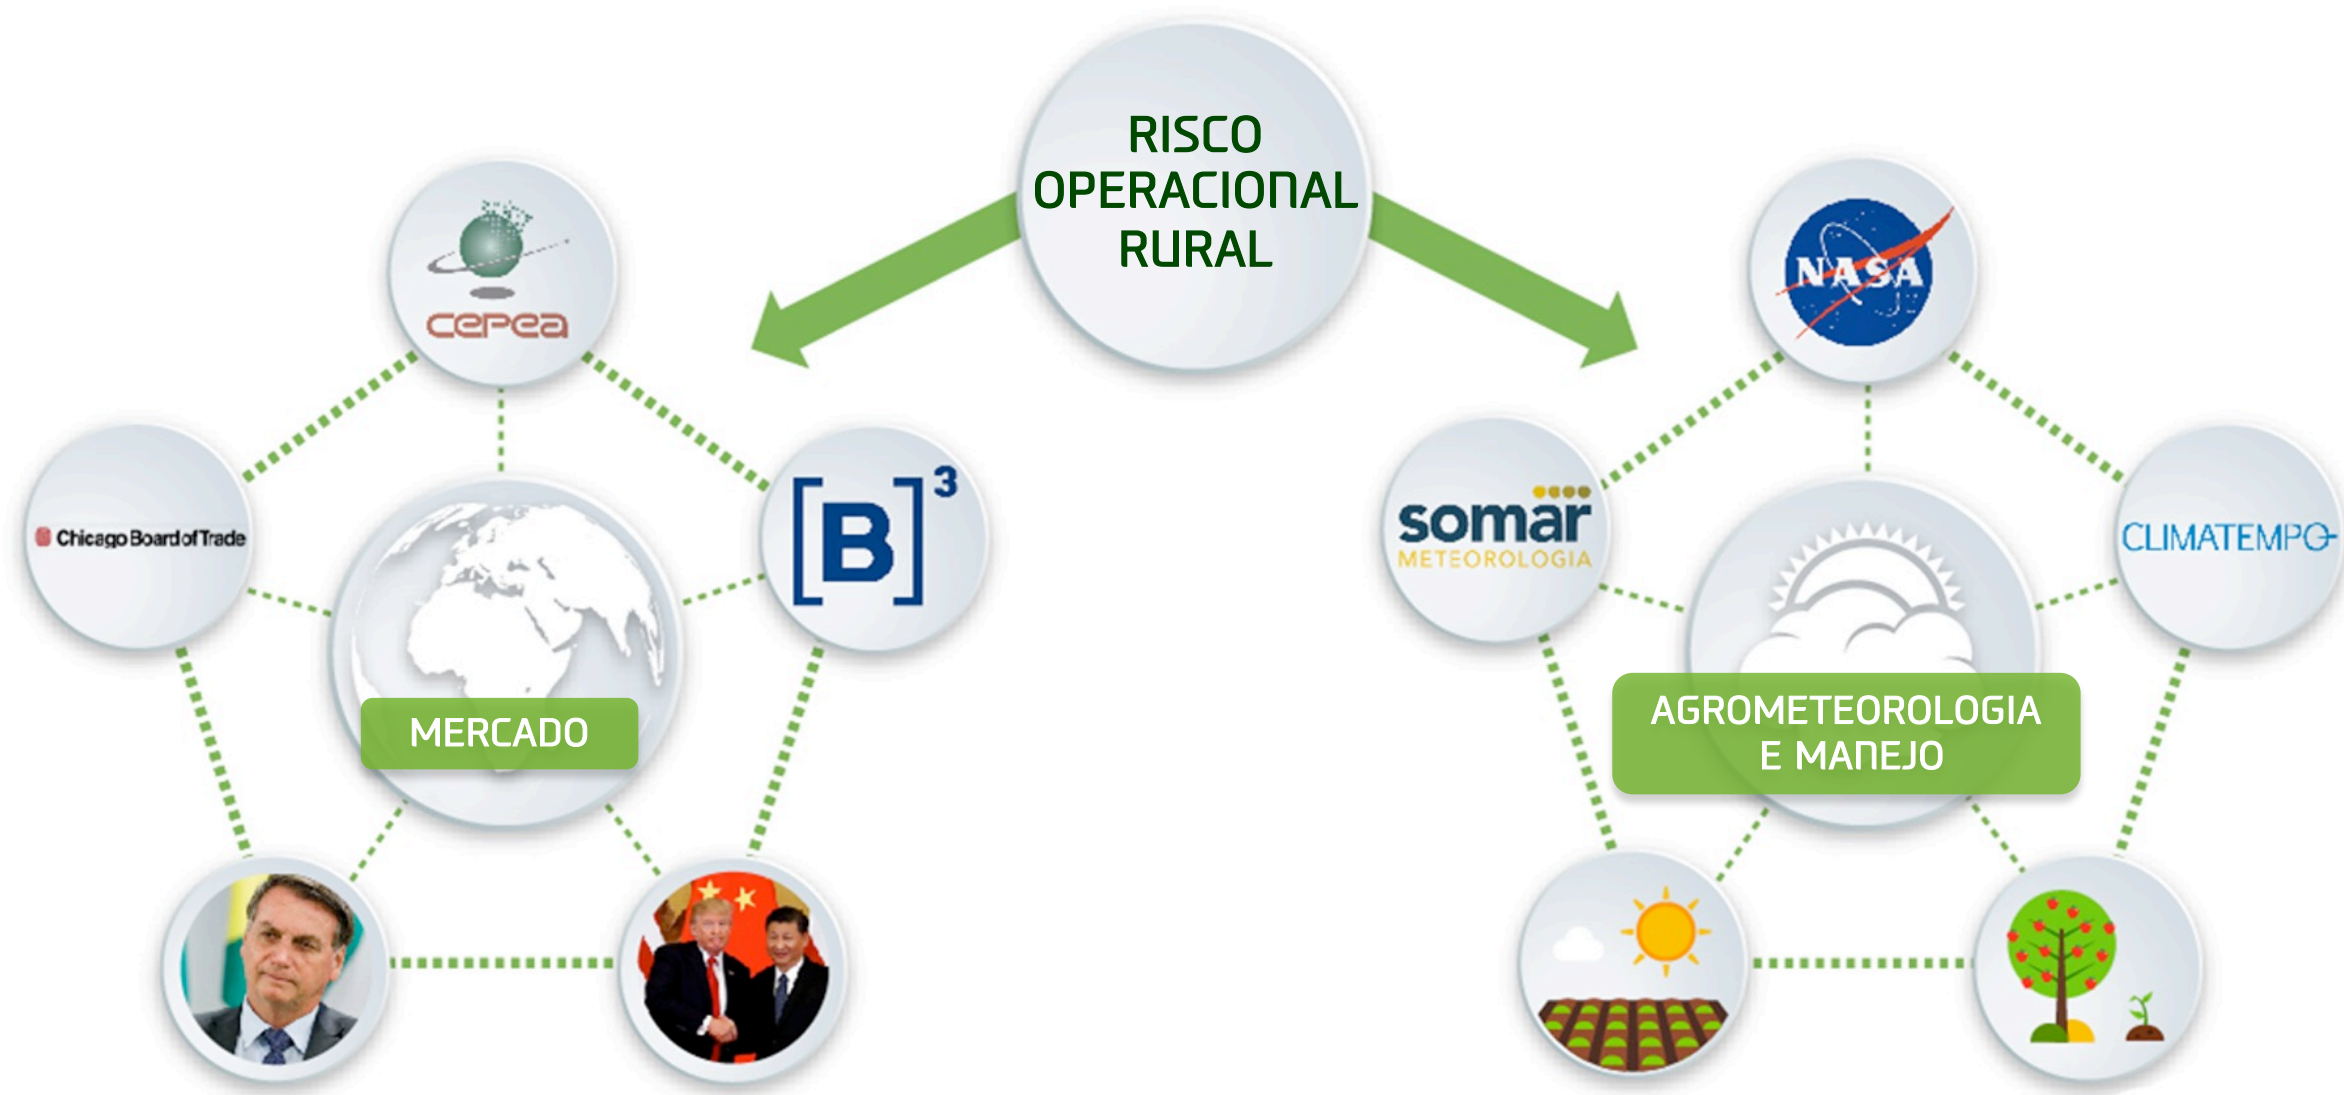 RISCO
OPERACIONAL
RURAL
cepea
Chicago Board of Trade
[B]³
MERCADO
NASA
somar
METEOROLOGIA
CLIMATEMPO
AGROMETEOROLOGIA
E MANEJO